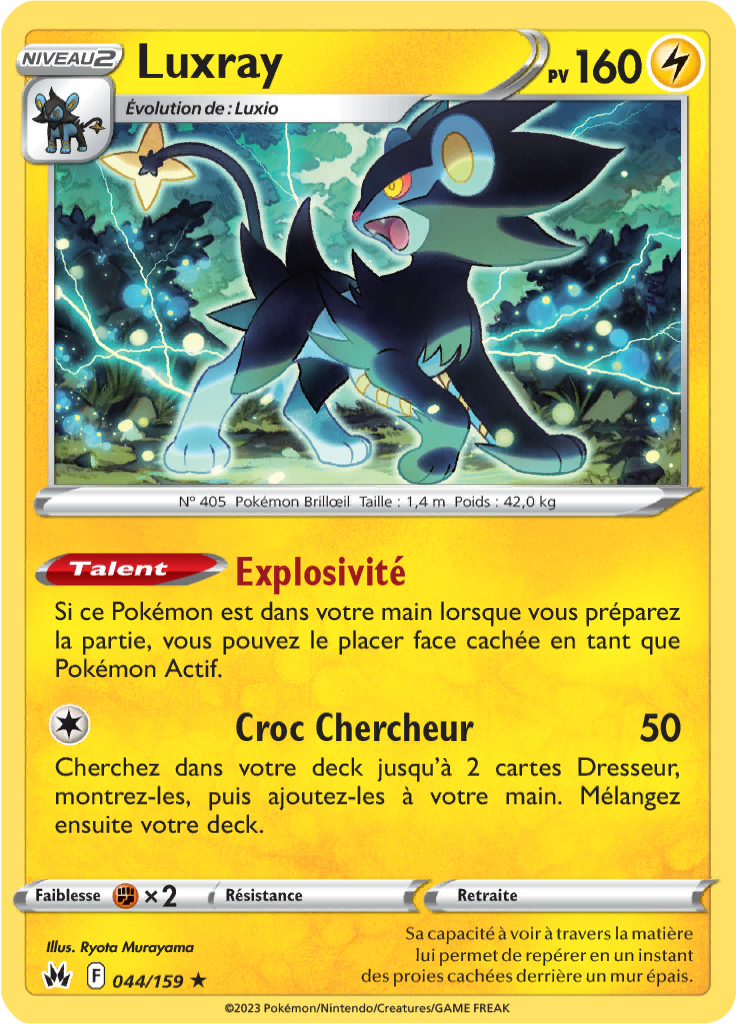 NIVEAU 2
Luxray
PV 160
Évolution de : Luxio
Nº 405 Pokémon Brillœil Taille : 1,4 m Poids : 42,0 kg
Talent Explosivité
Si ce Pokémon est dans votre main lorsque vous préparez
la partie, vous pouvez le placer face cachée en tant que
Pokémon Actif.
Croc Chercheur 50
Cherchez dans votre deck jusqu'à 2 cartes Dresseur,
montrez-les, puis ajoutez-les à votre main. Mélangez
ensuite votre deck.
Faiblesse ×2 Résistance Retraite
Illus. Ryota Murayama
F 044/159 ★
Sa capacité à voir à travers la matière
lui permet de repérer en un instant
des proies cachées derrière un mur épais.
©2023 Pokémon/Nintendo/Creatures/GAME FREAK